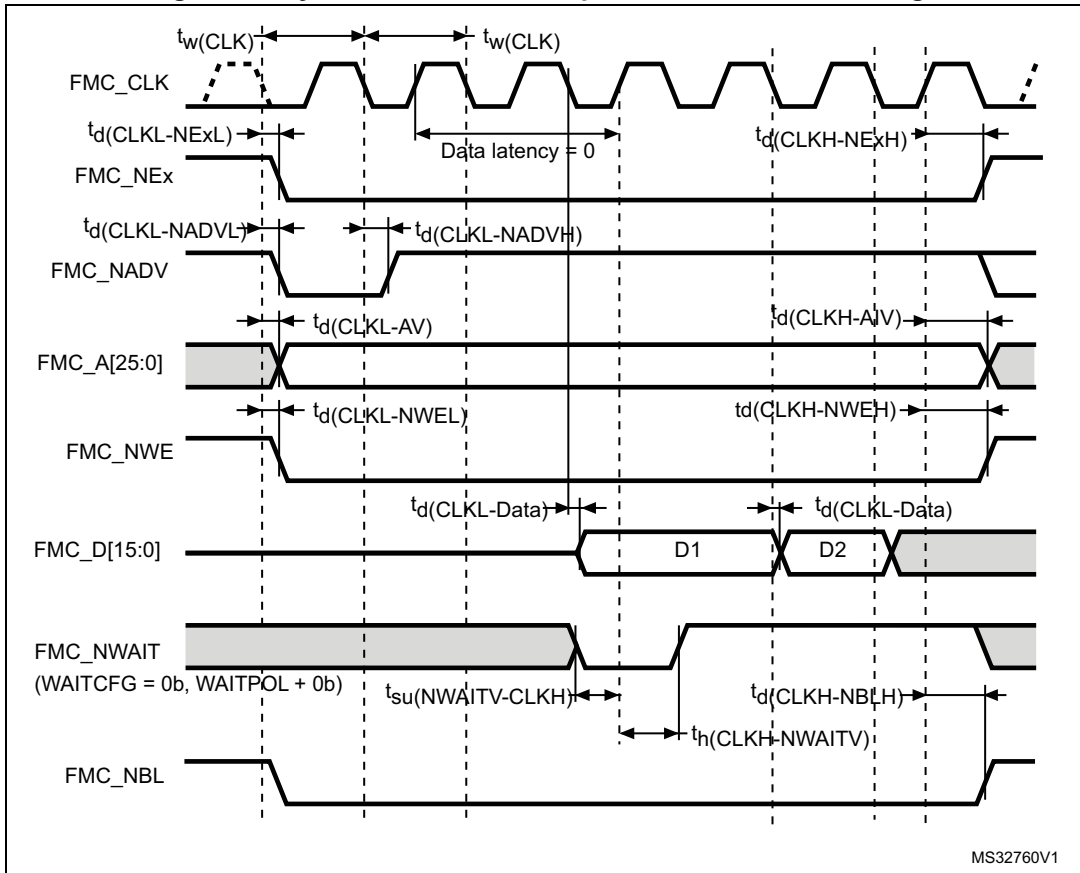 tw(CLK) tw(CLK)
FMC_CLK
td(CLKL-NExL) Data latency = 0 td(CLKH-NExH)
FMC_NEx
td(CLKL-NADVL) td(CLKL-NADVH)
FMC_NADV
td(CLKL-AV) td(CLKH-AIV)
FMC_A[25:0]
td(CLKL-NWEL) td(CLKH-NWEH)
FMC_NWE
td(CLKL-Data) td(CLKL-Data)
FMC_D[15:0] D1 D2
FMC_NWAIT
(WAITCFG = 0b, WAITPOL + 0b)
tsu(NWAITV-CLKH) td(CLKH-NBLH)
th(CLKH-NWAITV)
FMC_NBL
MS32760V1